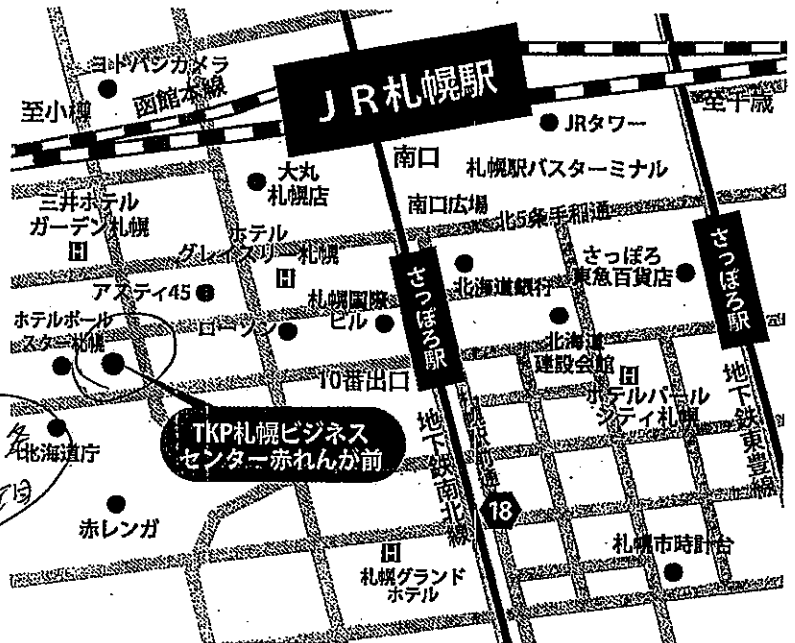 ヨドバシカメラ
函館本線
至小樽
JR札幌駅
至千歳
JRタワー
南口
札幌駅バスターミナル
大丸
札幌店
南口広場
北5条手稲通
三井ホテル
ガーデン札幌
H
ホテル
グレイスリー札幌
H
さっぽろ駅
さっぽろ駅
さっぽろ
東急百貨店
北海道銀行
アスティ45
札幌国際
ビル
ローソン
ホテルポール
スター札幌
北海道
建設会館
H
ホテルパール
シティ札幌
10番出口
TKP札幌ビジネス
センター赤れんが前
地下鉄南北線
札幌駅前通
地下鉄東豊線
条
北海道庁
丁目
赤レンガ
18
H
札幌グランド
ホテル
札幌市時計台